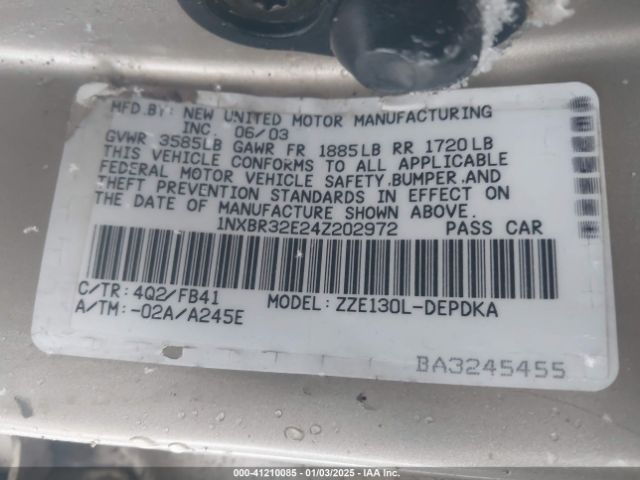 MFD.BY: NEW UNITED MOTOR MANUFACTURING
INC. 06/03
GVWR 3585LB GAWR FR 1885LB RR 1720LB
THIS VEHICLE CONFORMS TO ALL APPLICABLE
FEDERAL MOTOR VEHICLE SAFETY,BUMPER,AND
THEFT PREVENTION STANDARDS IN EFFECT ON
THE DATE OF MANUFACTURE SHOWN ABOVE.
1NXBR32E24Z202972 PASS CAR
C/TR: 4Q2/FB41 MODEL: ZZE130L-DEPDKA
A/TM: -02A/A245E
BA3245455
000-41210085 - 01/03/2025 - IAA Inc.